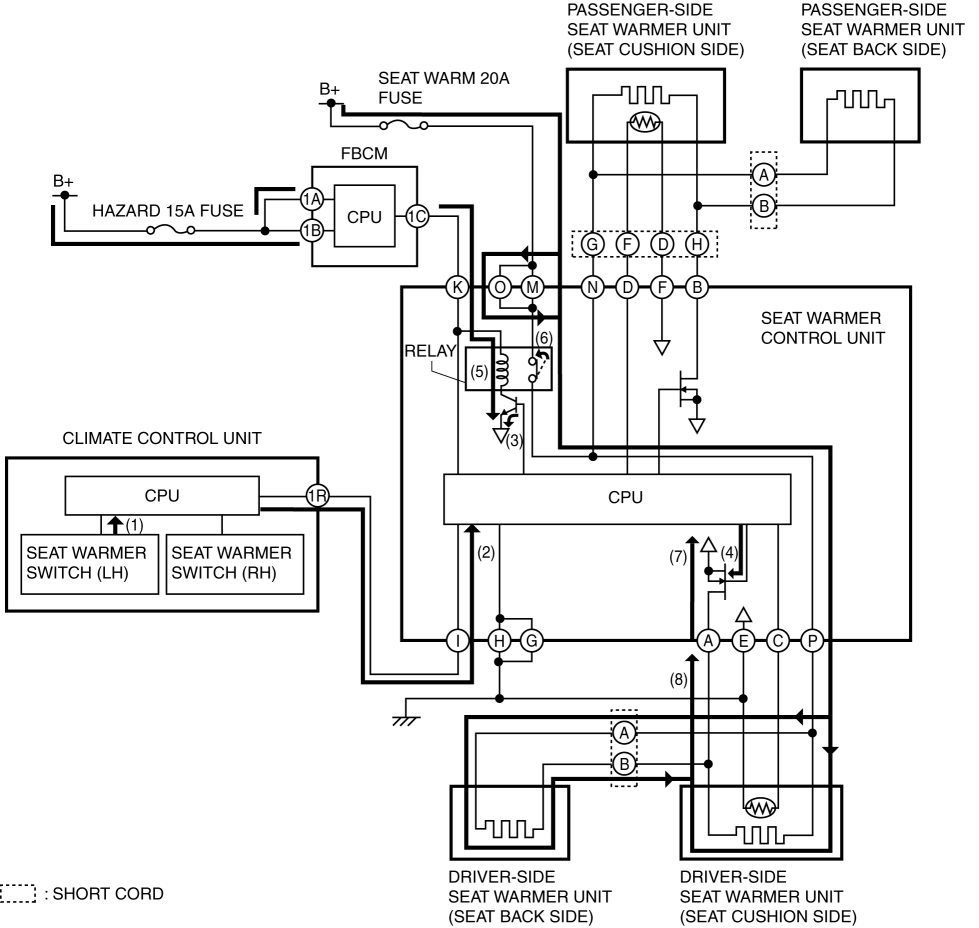 PASSENGER-SIDE
SEAT WARMER UNIT
(SEAT CUSHION SIDE)
PASSENGER-SIDE
SEAT WARMER UNIT
(SEAT BACK SIDE)
SEAT WARM 20A
FUSE
B+
FBCM
B+
HAZARD 15A FUSE
1A
1B
CPU
1C
A
B
G
F
D
H
K
O
M
N
D
F
B
SEAT WARMER
CONTROL UNIT
RELAY
(5)
(6)
(3)
CLIMATE CONTROL UNIT
CPU
1R
(1)
SEAT WARMER
SWITCH (LH)
SEAT WARMER
SWITCH (RH)
CPU
(2)
(7)
(4)
I
H
G
A
E
C
P
(8)
A
B
DRIVER-SIDE
SEAT WARMER UNIT
(SEAT BACK SIDE)
DRIVER-SIDE
SEAT WARMER UNIT
(SEAT CUSHION SIDE)
: SHORT CORD